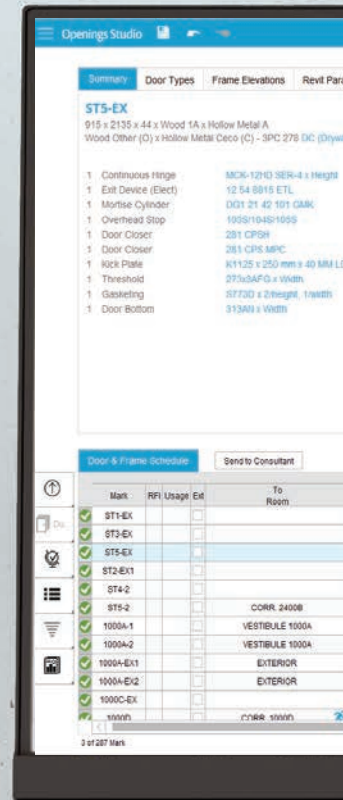 Openings Studio
Summary Door Types Frame Elevations Revit Para
ST5-EX
915 x 2135 x 44 x Wood 1A x Hollow Metal A
Wood Other (O) x Hollow Metal Ceco (C) - SPC 278 DC (Drywa
1 Continuous Hinge MCK-12HD SER-4 x Height
1 Exit Device (Elect) 12 54 8815 ETL
1 Mortise Cylinder DG1 21 42 101 GMK
1 Overhead Stop 103S/104S/105S
1 Door Closer 281 CPSH
1 Door Closer 281 CPS MPC
1 Kick Plate K1125 x 250 mm x 40 MM LD
1 Threshold 273x3AFG x Width
1 Gasketing S773D x 2/height, 1/width
1 Door Bottom 313AN x Width
Door & Frame Schedule Send to Consultant
Mark RFI Usage Ext To Room
ST1-EX
ST3-EX
ST5-EX
ST2-EX1
ST4-2
ST5-2 CORR. 2400B
1000A-1 VESTIBULE 1000A
1000A-2 VESTIBULE 1000A
1000A-EX1 EXTERIOR
1000A-EX2 EXTERIOR
1000C-EX
1000D CORR. 1000D
3 of 287 Mark